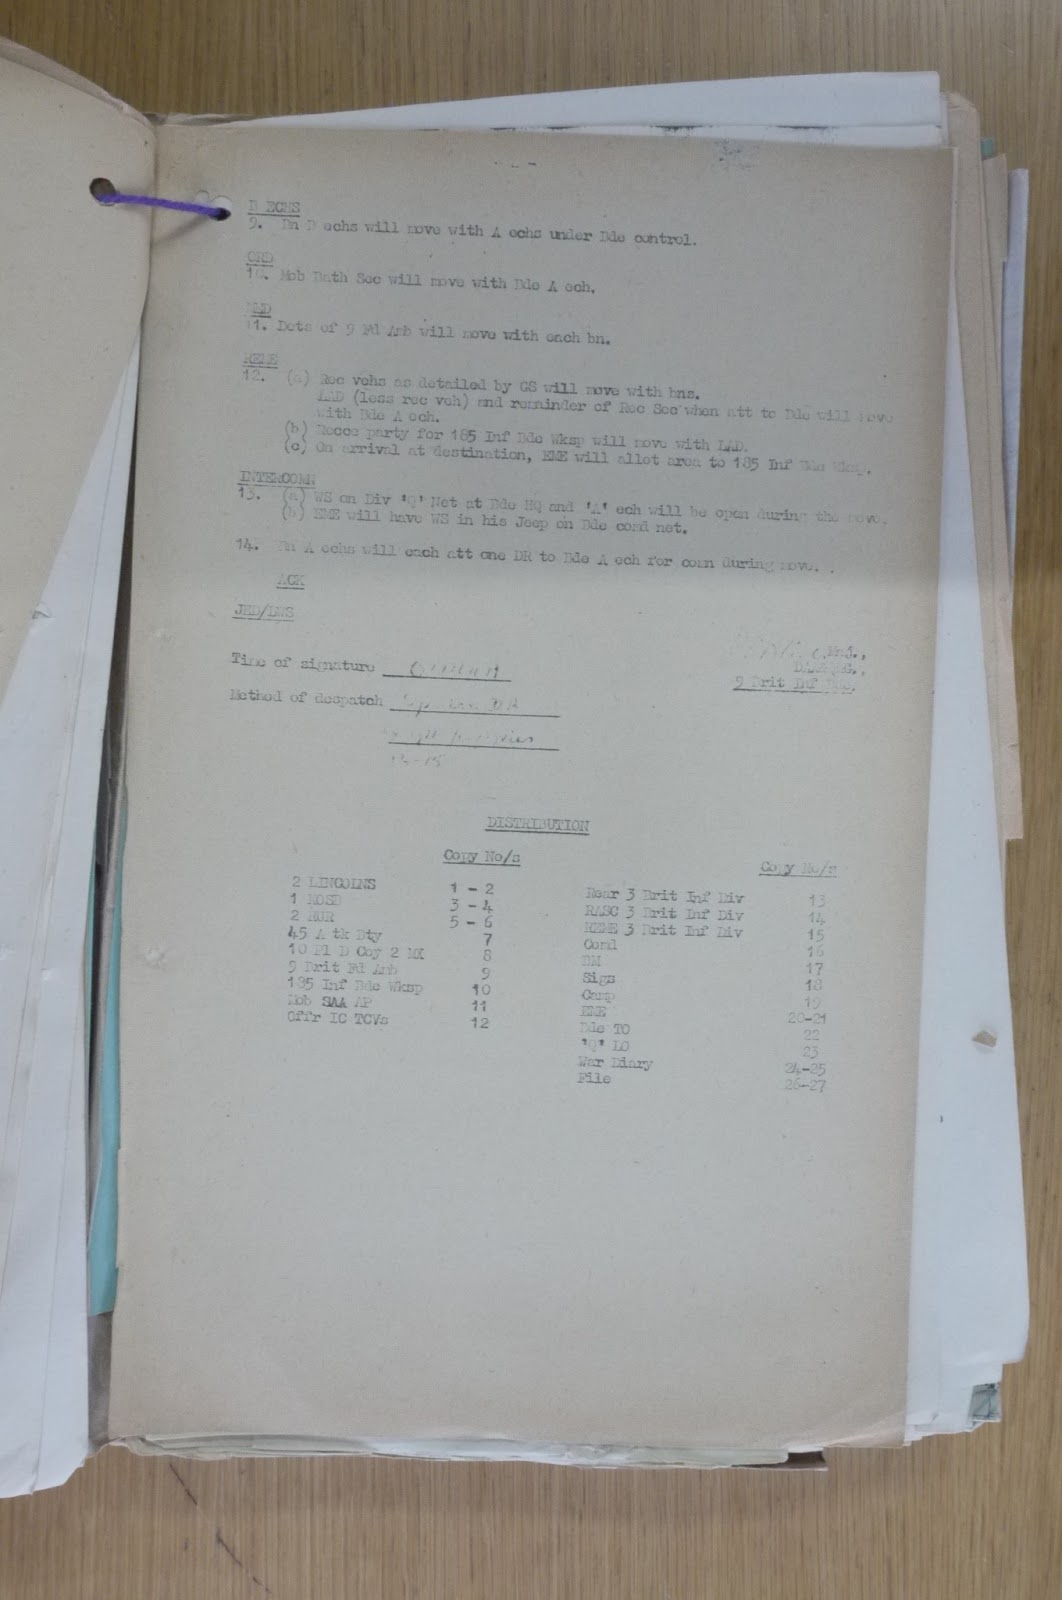 - 2 -
B ECHS
9. Bn B echs will move with A echs under Bde control.
ORD
10. Mob Bath Sec will move with Bde A ech.
MED
11. Dets of 9 Fd Amb will move with each bn.
REME
12. (a) Rec vehs as detailed by GS will move with bns.
LAD (less rec veh) and remainder of Rec Sec when att to Bde will move
with Bde A ech.
(b) Recce party for 185 Inf Bde Wksp will move with LAD.
(c) On arrival at destination, EME will allot area to 185 Inf Bde Wksp.
INTERCOMN
13. (a) WS on Div 'Q' Net at Bde HQ and 'A' ech will be open during the move.
(b) EME will have WS in his Jeep on Bde comd net.
14. Bn A echs will each att one DR to Bde A ech for comn during move.
ACK
JHD/LWS
Maj.,
Time of signature
DAA&QMG.,
9 Brit Inf Bde.
Method of despatch DR
DISTRIBUTION
Copy No/s Copy No/s
2 LINCOLNS 1 - 2 Rear 3 Brit Inf Div 13
1 KOSB 3 - 4 RASC 3 Brit Inf Div 14
2 RUR 5 - 6 REME 3 Brit Inf Div 15
45 A tk Bty 7 Comd 16
10 Pl D Coy 2 MX 8 BM 17
9 Brit Fd Amb 9 Sigs 18
185 Inf Bde Wksp 10 Camp 19
Mob SAA AP 11 EME 20-21
Offr IC TCVs 12 Bde TO 22
'Q' LO 23
War Diary 24-25
File 26-27